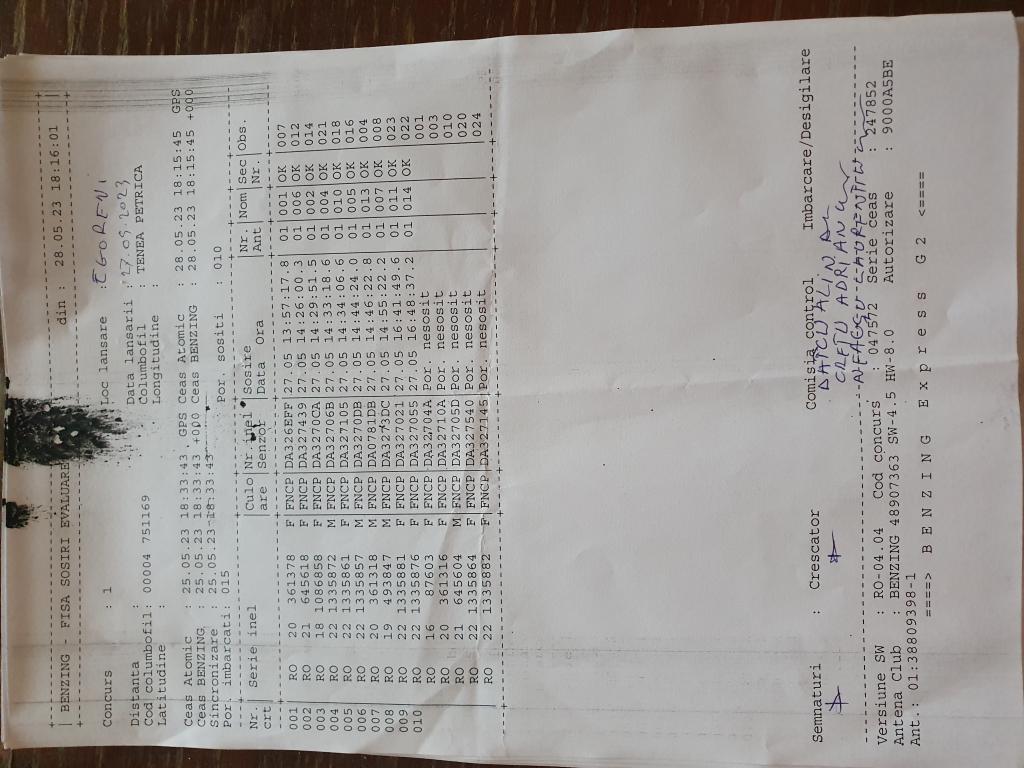 | BENZING - FISA SOSIRI EVALUARE din : 28.05.23 18:16:01 |
Concurs : 1 Loc lansare : EGORENI
Distanta : Data lansarii : 27.05.2023
Cod columbofil: 00004 751169 Columbofil : TENEA PETRICA
Latitudine : Longitudine :
Ceas Atomic : 25.05.23 18:33:43 GPS Ceas Atomic : 28.05.23 18:15:45 GPS
Ceas BENZING : 25.05.23 18:33:43 +000 Ceas BENZING : 28.05.23 18:15:45 +000
Sincronizare : 25.05.23 18:33:43
Por. imbarcati: 015 Por. sositi : 010
Nr. | Serie inel | Culo | Nr. inel | Sosire | Nr. | Nom | Sec | Obs.
crt | are | Senzor | Data Ora | Ant | Nr. |
001 RO 20 361378 F FNCP DA326EFF 27.05 13:57:17.8 01 001 OK 007
002 RO 21 645618 F FNCP DA327439 27.05 14:26:00.3 01 006 OK 012
003 RO 18 1086858 F FNCP DA3270CA 27.05 14:29:51.5 01 002 OK 014
004 RO 22 1335872 M FNCP DA32706B 27.05 14:33:18.6 01 004 OK 021
005 RO 22 1335861 F FNCP DA327105 27.05 14:34:06.6 01 010 OK 018
006 RO 22 1335857 M FNCP DA3270DB 27.05 14:44:24.0 01 005 OK 016
007 RO 20 361318 M FNCP DA0781DB 27.05 14:46:22.8 01 013 OK 004
008 RO 19 493847 M FNCP DA3273DC 27.05 14:55:22.2 01 007 OK 008
009 RO 22 1335881 F FNCP DA327021 27.05 16:41:49.6 01 011 OK 023
010 RO 22 1335876 F FNCP DA327055 27.05 16:48:37.2 01 014 OK 022
RO 16 87603 F FNCP DA32704A Por. nesosit 001
RO 20 361316 F FNCP DA32710A Por. nesosit 003
RO 21 645604 M FNCP DA32705D Por. nesosit 010
RO 22 1335864 F FNCP DA327540 Por. nesosit 020
RO 22 1335882 F FNCP DA327145 Por. nesosit 024
Semnaturi : Crescator Comisia control Imbarcare/Desigilare
DATCU ALIN
CRETU ADRIAN
Versiune SW : RO-04.04 Cod concurs : 047572 Serie ceas : 247852
Antena Club : BENZING 48907363 SW-4.5 HW-8.0 Autorizare : 9000A5BE
Ant.: 01:38809398-1
====> B E N Z I N G E x p r e s s G 2 <====